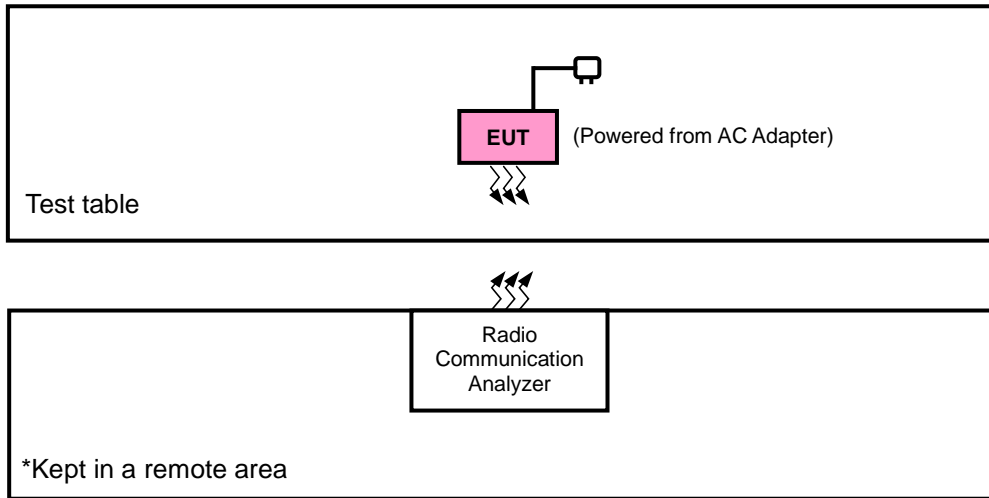 EUT
(Powered from AC Adapter)
Test table
Radio
Communication
Analyzer
*Kept in a remote area